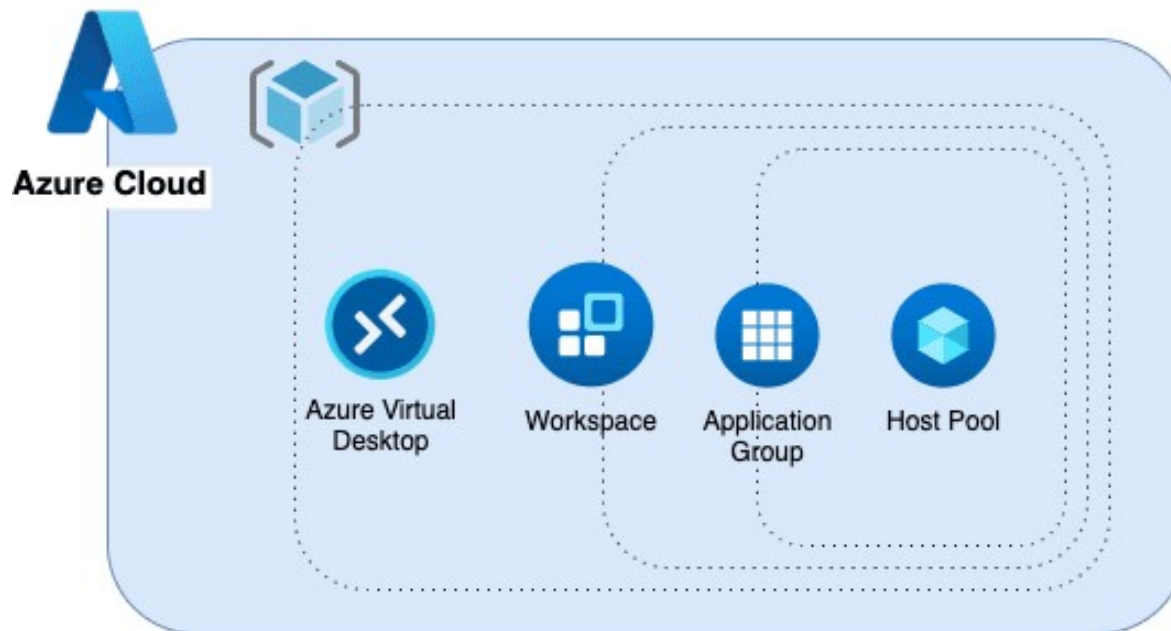 Azure Cloud
Azure Virtual
Desktop
Workspace
Application
Group
Host Pool